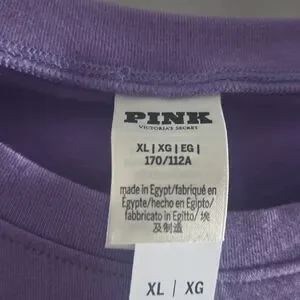 PINK
VICTORIA'S SECRET
XL | XG | EG |
170/112A
made in Egypt/fabriqué en
Égypte/hecho en Egipto/
fabbricato in Egitto/埃
及制造
XL | XG